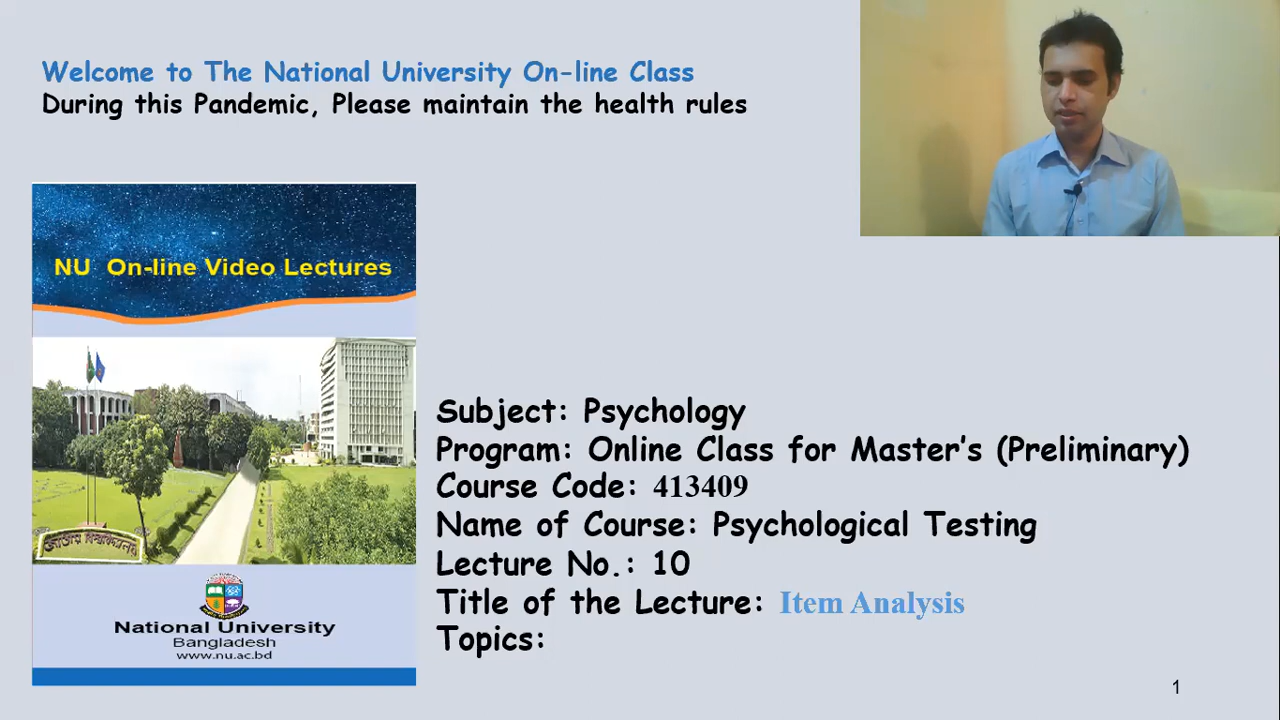 Welcome to The National University On-line Class
During this Pandemic, Please maintain the health rules
NU On-line Video Lectures
জাতীয় বিশ্ববিদ্যালয়
National University
Bangladesh
www.nu.ac.bd
Subject: Psychology
Program: Online Class for Master's (Preliminary)
Course Code: 413409
Name of Course: Psychological Testing
Lecture No.: 10
Title of the Lecture: Item Analysis
Topics:
1